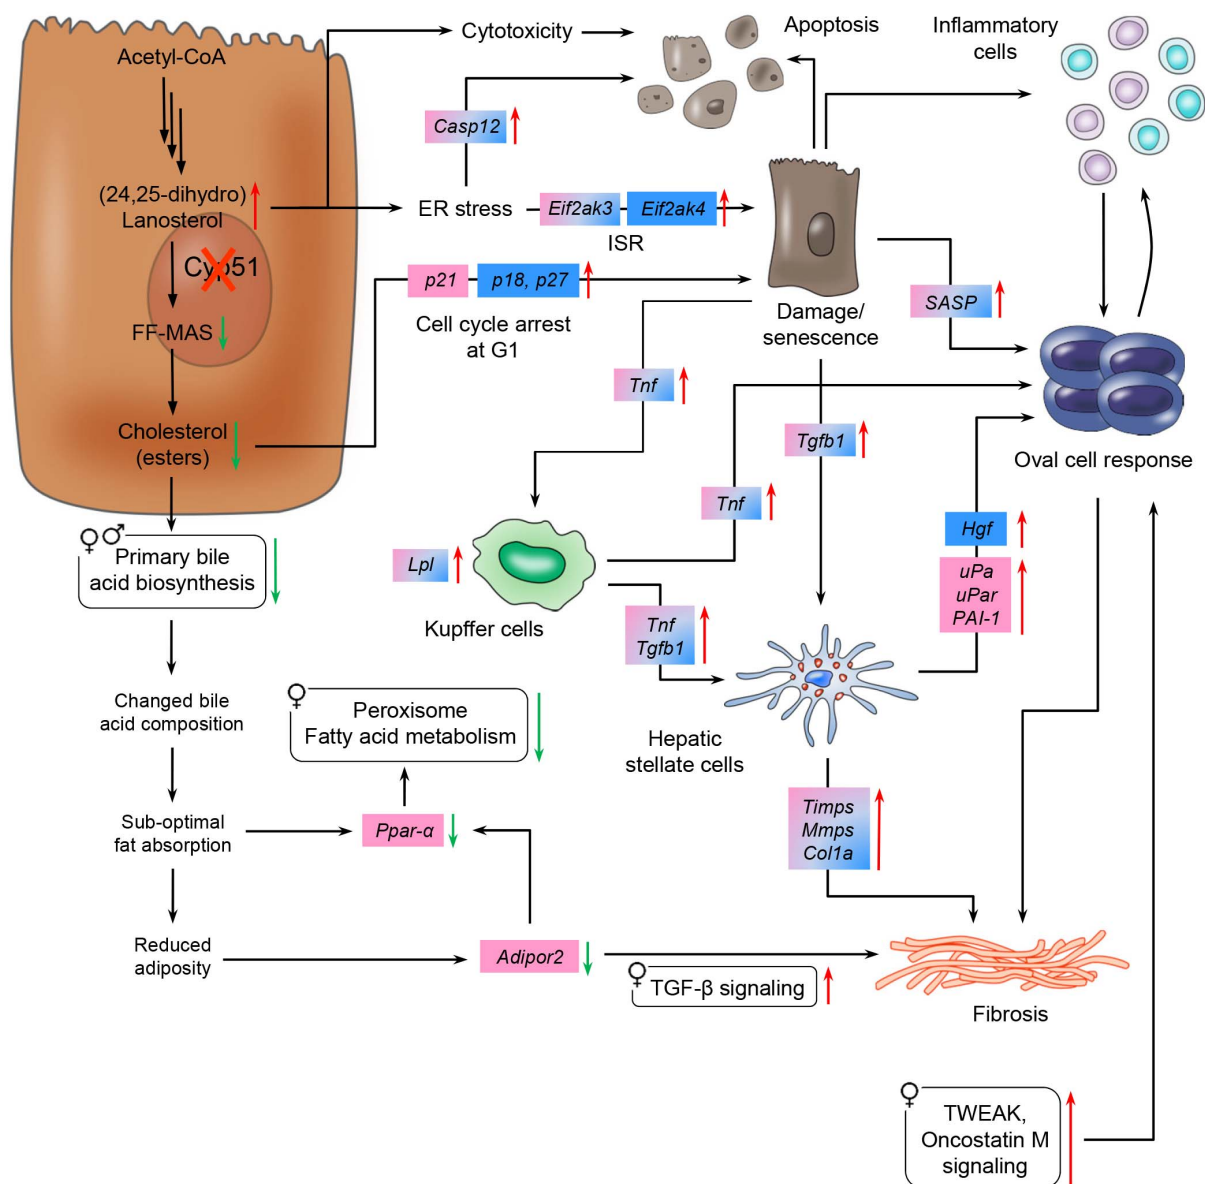 Acetyl-CoA
(24,25-dihydro)
Lanosterol
Cyp51
FF-MAS
Cholesterol
(esters)
♀♂
Primary bile
acid biosynthesis
Changed bile
acid composition
Sub-optimal
fat absorption
Reduced
adiposity
Cytotoxicity
Apoptosis
Inflammatory
cells
Casp12
ER stress
Eif2ak3
Eif2ak4
ISR
p21
p18, p27
Cell cycle arrest
at G1
Damage/
senescence
SASP
Tnf
Tgfb1
Tnf
Oval cell response
Lpl
Kupffer cells
Tnf
Tgfb1
Hgf
uPa
uPar
PAI-1
Hepatic
stellate cells
♀
Peroxisome
Fatty acid metabolism
Ppar-α
Timps
Mmps
Col1a
Adipor2
♀
TGF-β signaling
Fibrosis
♀
TWEAK,
Oncostatin M
signaling